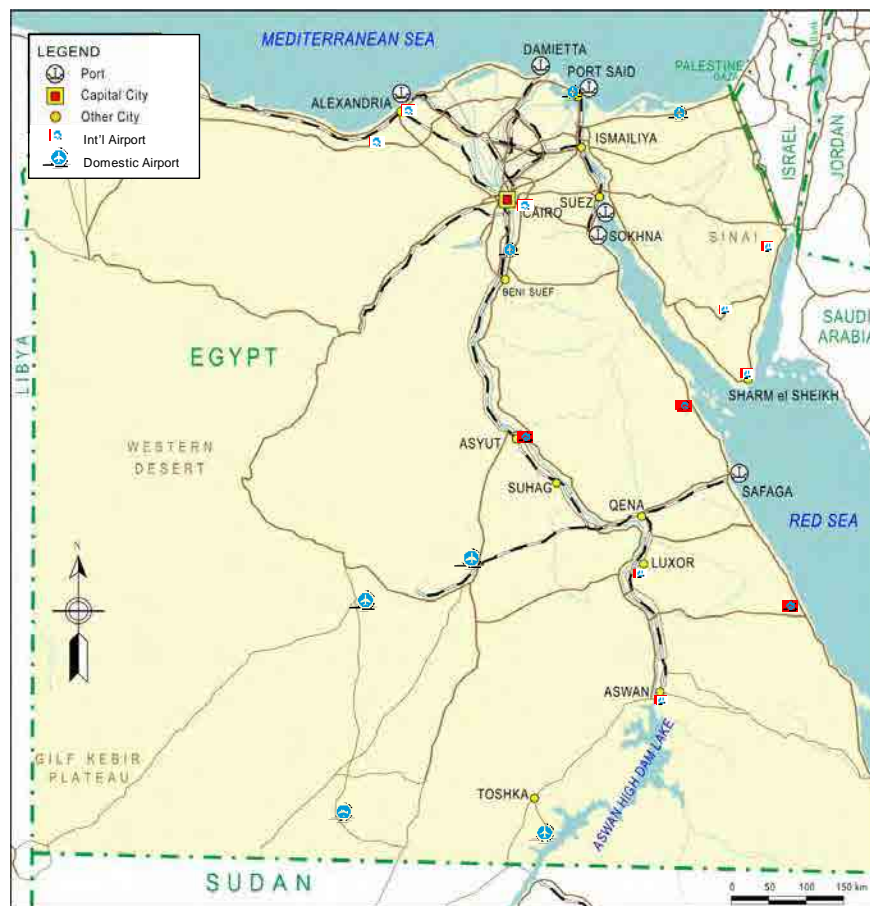 MEDITERRANEAN SEA
LEGEND
Port
Capital City
Other City
Int'l Airport
Domestic Airport
DAMIETTA
PORT SAID
PALESTINE
GAZA
ALEXANDRIA
ISMAILIYA
ISRAEL
JORDAN
SUEZ
CAIRO
SOKHNA
SINAI
BENI SUEF
LIBYA
EGYPT
SAUDI
ARABIA
SHARM el SHEIKH
WESTERN
DESERT
ASYUT
SUHAG
QENA
SAFAGA
RED SEA
N
LUXOR
ASWAN
GILF KEBIR
PLATEAU
TOSHKA
ASWAN HIGH DAM LAKE
SUDAN
0 50 100 150 km